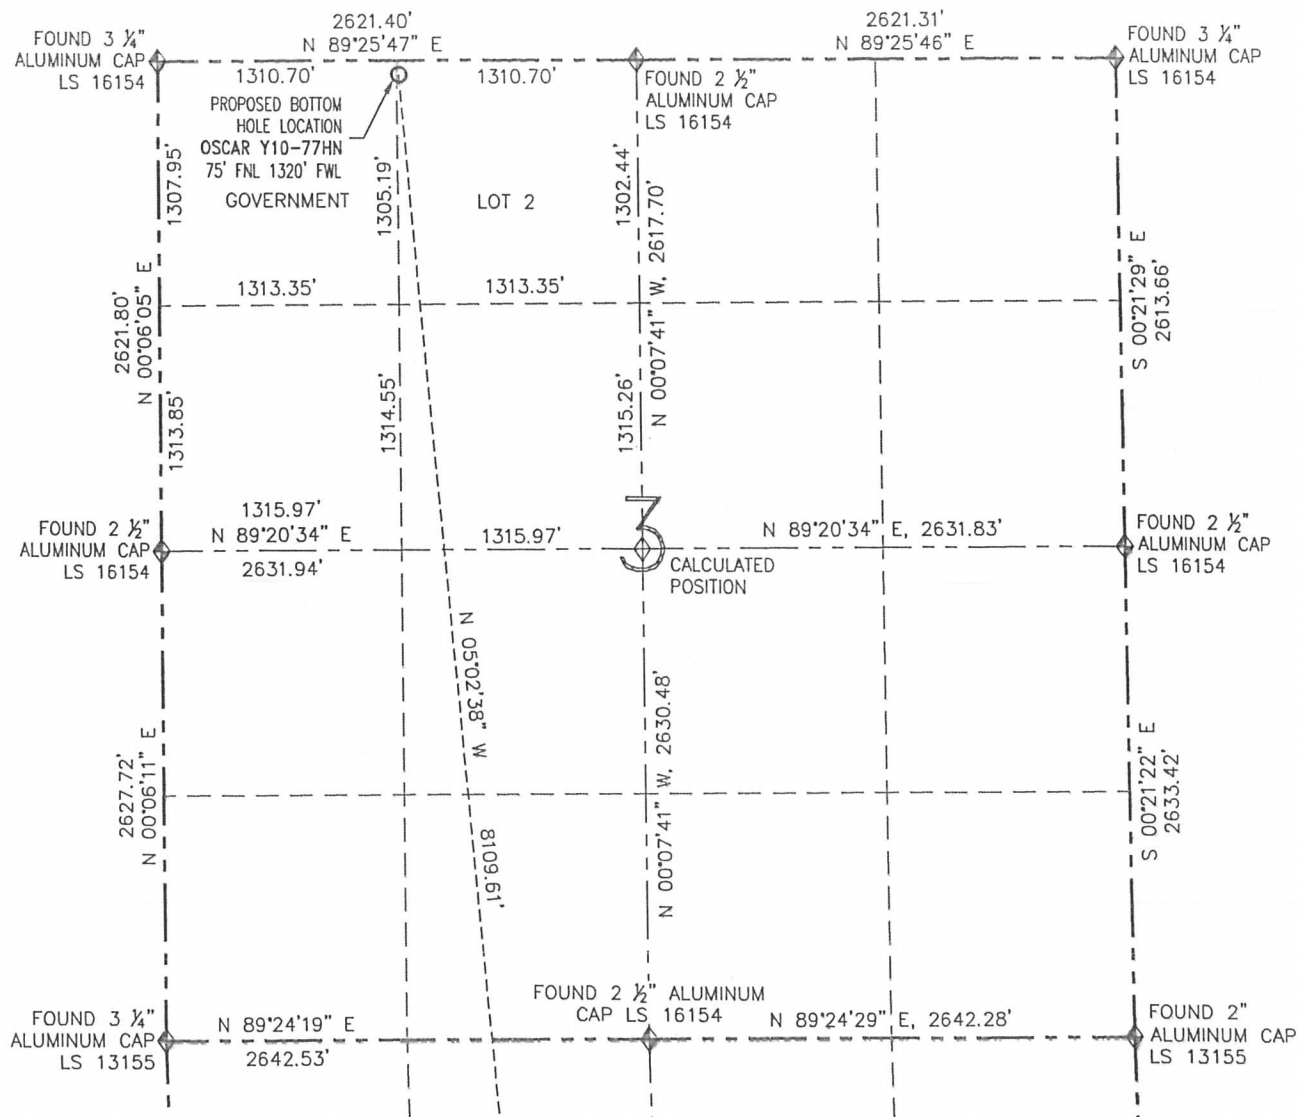 2621.40'
N 89°25'47" E
2621.31'
N 89°25'46" E
FOUND 3 ¼"
ALUMINUM CAP
LS 16154
1310.70'
1310.70'
FOUND 2 ½"
ALUMINUM CAP
LS 16154
FOUND 3 ¼"
ALUMINUM CAP
LS 16154
PROPOSED BOTTOM
HOLE LOCATION
OSCAR Y10-77HN
75' FNL 1320' FWL
GOVERNMENT LOT 2
1307.95'
1305.19'
1302.44'
N 00°07'41" W, 2617.70'
1313.35'
1313.35'
2621.80'
N 00°06'05" E
S 00°21'29" E
2613.66'
1313.85'
1314.55'
1315.26'
FOUND 2 ½"
ALUMINUM CAP
LS 16154
1315.97'
N 89°20'34" E
2631.94'
1315.97'
3
CALCULATED
POSITION
N 89°20'34" E, 2631.83'
FOUND 2 ½"
ALUMINUM CAP
LS 16154
N 05°02'38" W
8109.61'
2627.72'
N 00°06'11" E
N 00°07'41" W, 2630.48'
S 00°21'22" E
2633.42'
FOUND 3 ¼"
ALUMINUM CAP
LS 13155
N 89°24'19" E
2642.53'
FOUND 2 ½" ALUMINUM
CAP LS 16154
N 89°24'29" E, 2642.28'
FOUND 2"
ALUMINUM CAP
LS 13155